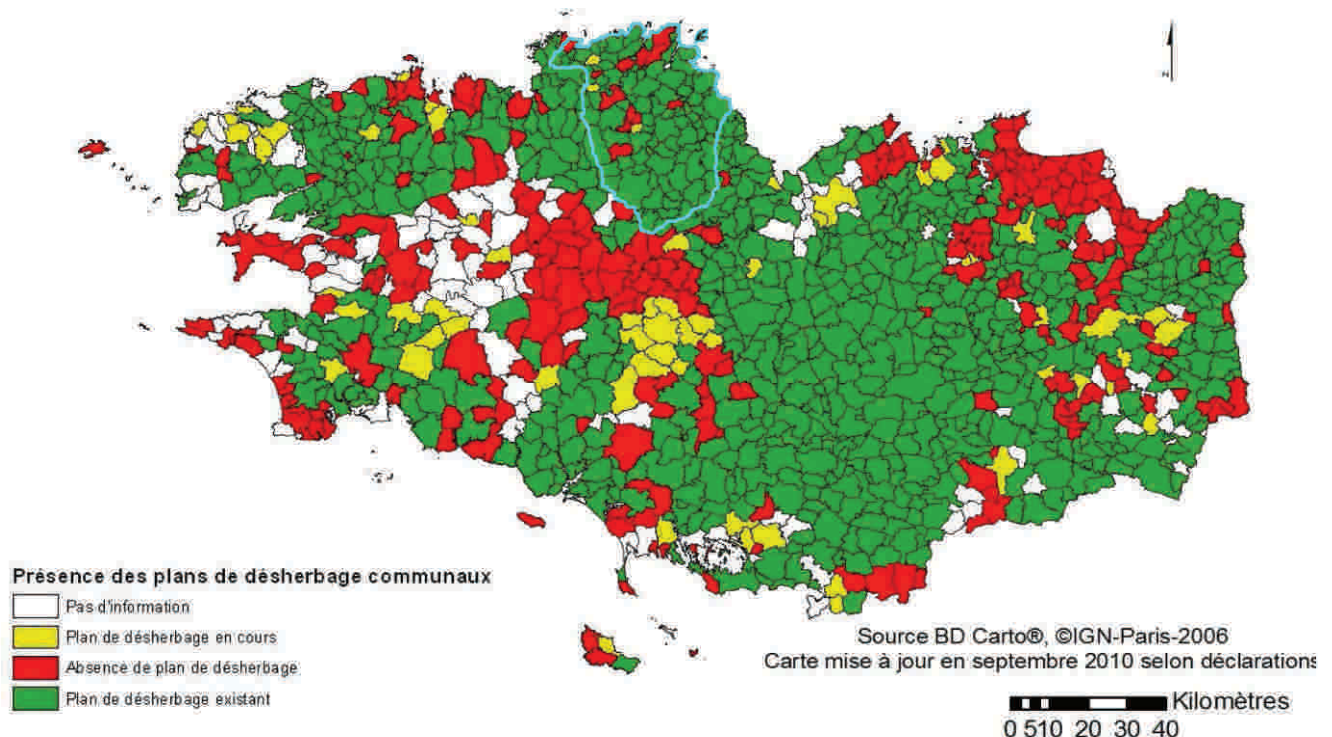 N
Présence des plans de désherbage communaux
Pas d'information
Plan de désherbage en cours
Absence de plan de désherbage
Plan de désherbage existant
Source BD Carto®, ©IGN-Paris-2006
Carte mise à jour en septembre 2010 selon déclarations
Kilomètres
0 510 20 30 40